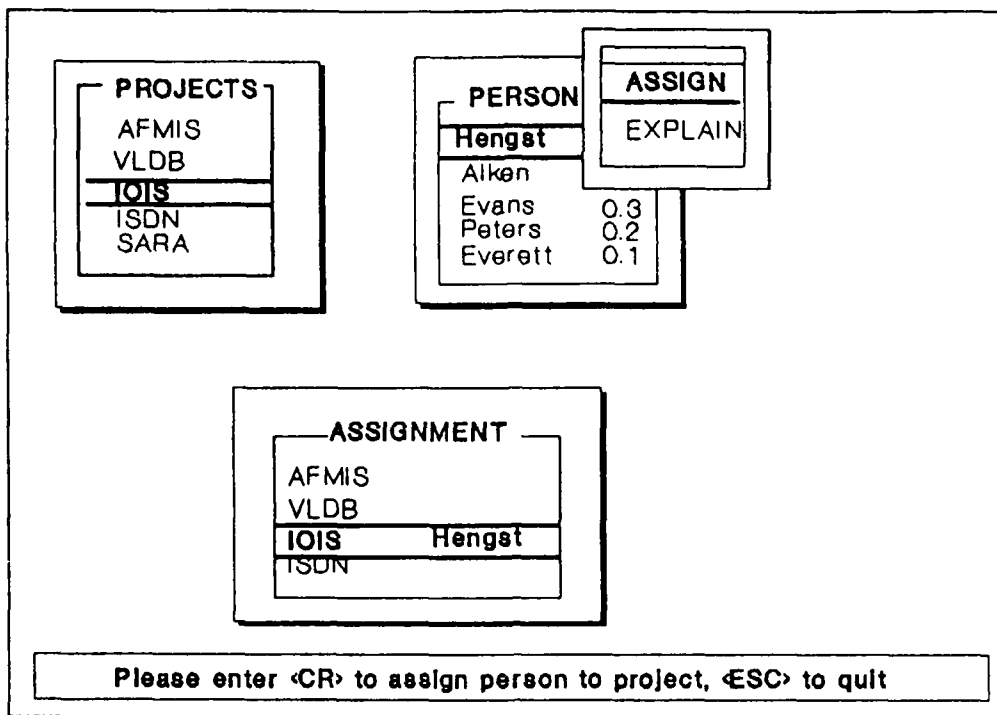 PROJECTS
AFMIS
VLDB
IOIS
ISDN
SARA
PERSON
Hengst
Aiken
Evans 0.3
Peters 0.2
Everett 0.1
ASSIGN
EXPLAIN
ASSIGNMENT
AFMIS
VLDB
IOIS Hengst
ISDN
Please enter <CR> to assign person to project, <ESC> to quit